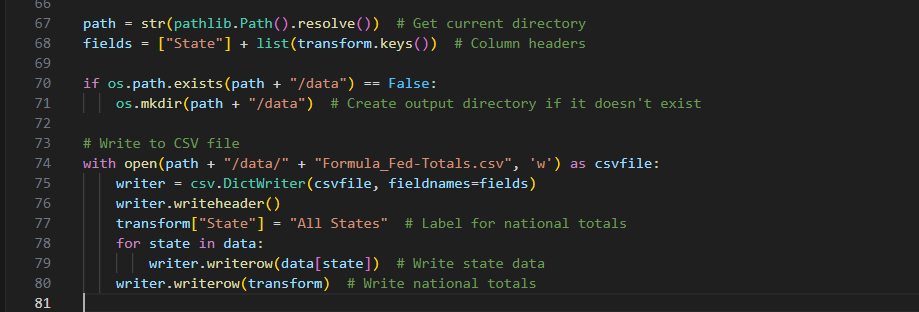 66
67 path = str(pathlib.Path().resolve())  # Get current directory
68 fields = ["State"] + list(transform.keys())  # Column headers
69
70 if os.path.exists(path + "/data") == False:
71     os.mkdir(path + "/data")  # Create output directory if it doesn't exist
72
73 # Write to CSV file
74 with open(path + "/data/" + "Formula_Fed-Totals.csv", 'w') as csvfile:
75     writer = csv.DictWriter(csvfile, fieldnames=fields)
76     writer.writeheader()
77     transform["State"] = "All States"  # Label for national totals
78     for state in data:
79         writer.writerow(data[state])  # Write state data
80     writer.writerow(transform)  # Write national totals
81